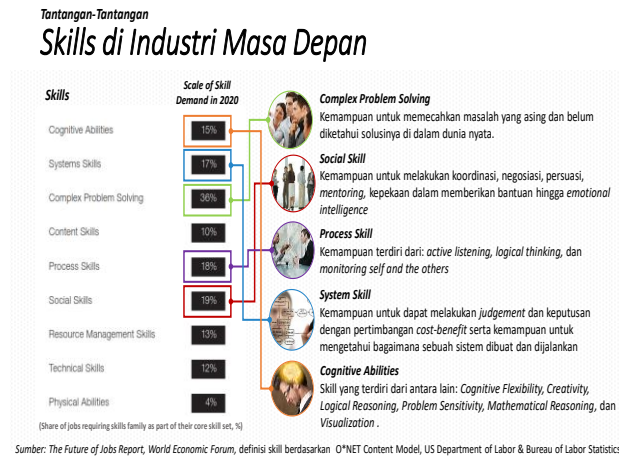 Tantangan-Tantangan
Skills di Industri Masa Depan
Skills
Scale of Skill
Demand in 2020
Cognitive Abilities
15%
Systems Skills
17%
Complex Problem Solving
36%
Content Skills
10%
Process Skills
18%
Social Skills
19%
Resource Management Skills
13%
Technical Skills
12%
Physical Abilities
4%
(Share of jobs requiring skills family as part of their core skill set, %)
Complex Problem Solving
Kemampuan untuk memecahkan masalah yang asing dan belum
diketahui solusinya di dalam dunia nyata.
Social Skill
Kemampuan untuk melakukan koordinasi, negosiasi, persuasi,
mentoring, kepekaan dalam memberikan bantuan hingga emotional
intelligence
Process Skill
Kemampuan terdiri dari: active listening, logical thinking, dan
monitoring self and the others
System Skill
Kemampuan untuk dapat melakukan judgement dan keputusan
dengan pertimbangan cost-benefit serta kemampuan untuk
mengetahui bagaimana sebuah sistem dibuat dan dijalankan
Cognitive Abilities
Skill yang terdiri dari antara lain: Cognitive Flexibility, Creativity,
Logical Reasoning, Problem Sensitivity, Mathematical Reasoning, dan
Visualization .
Sumber: The Future of Jobs Report, World Economic Forum, definisi skill berdasarkan O*NET Content Model, US Department of Labor & Bureau of Labor Statistics